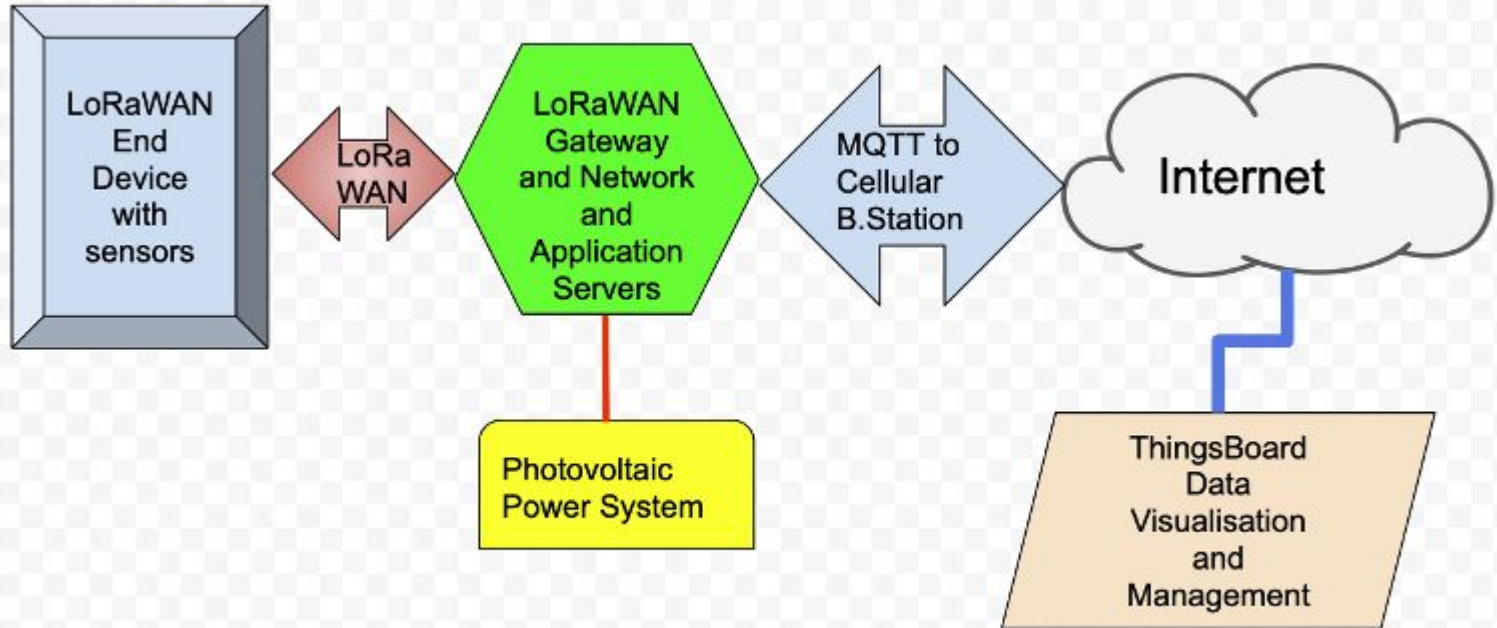 LoRaWAN
End
Device
with
sensors
LoRa
WAN
LoRaWAN
Gateway
and Network
and
Application
Servers
MQTT to
Cellular
B.Station
Internet
Photovoltaic
Power System
ThingsBoard
Data
Visualisation
and
Management